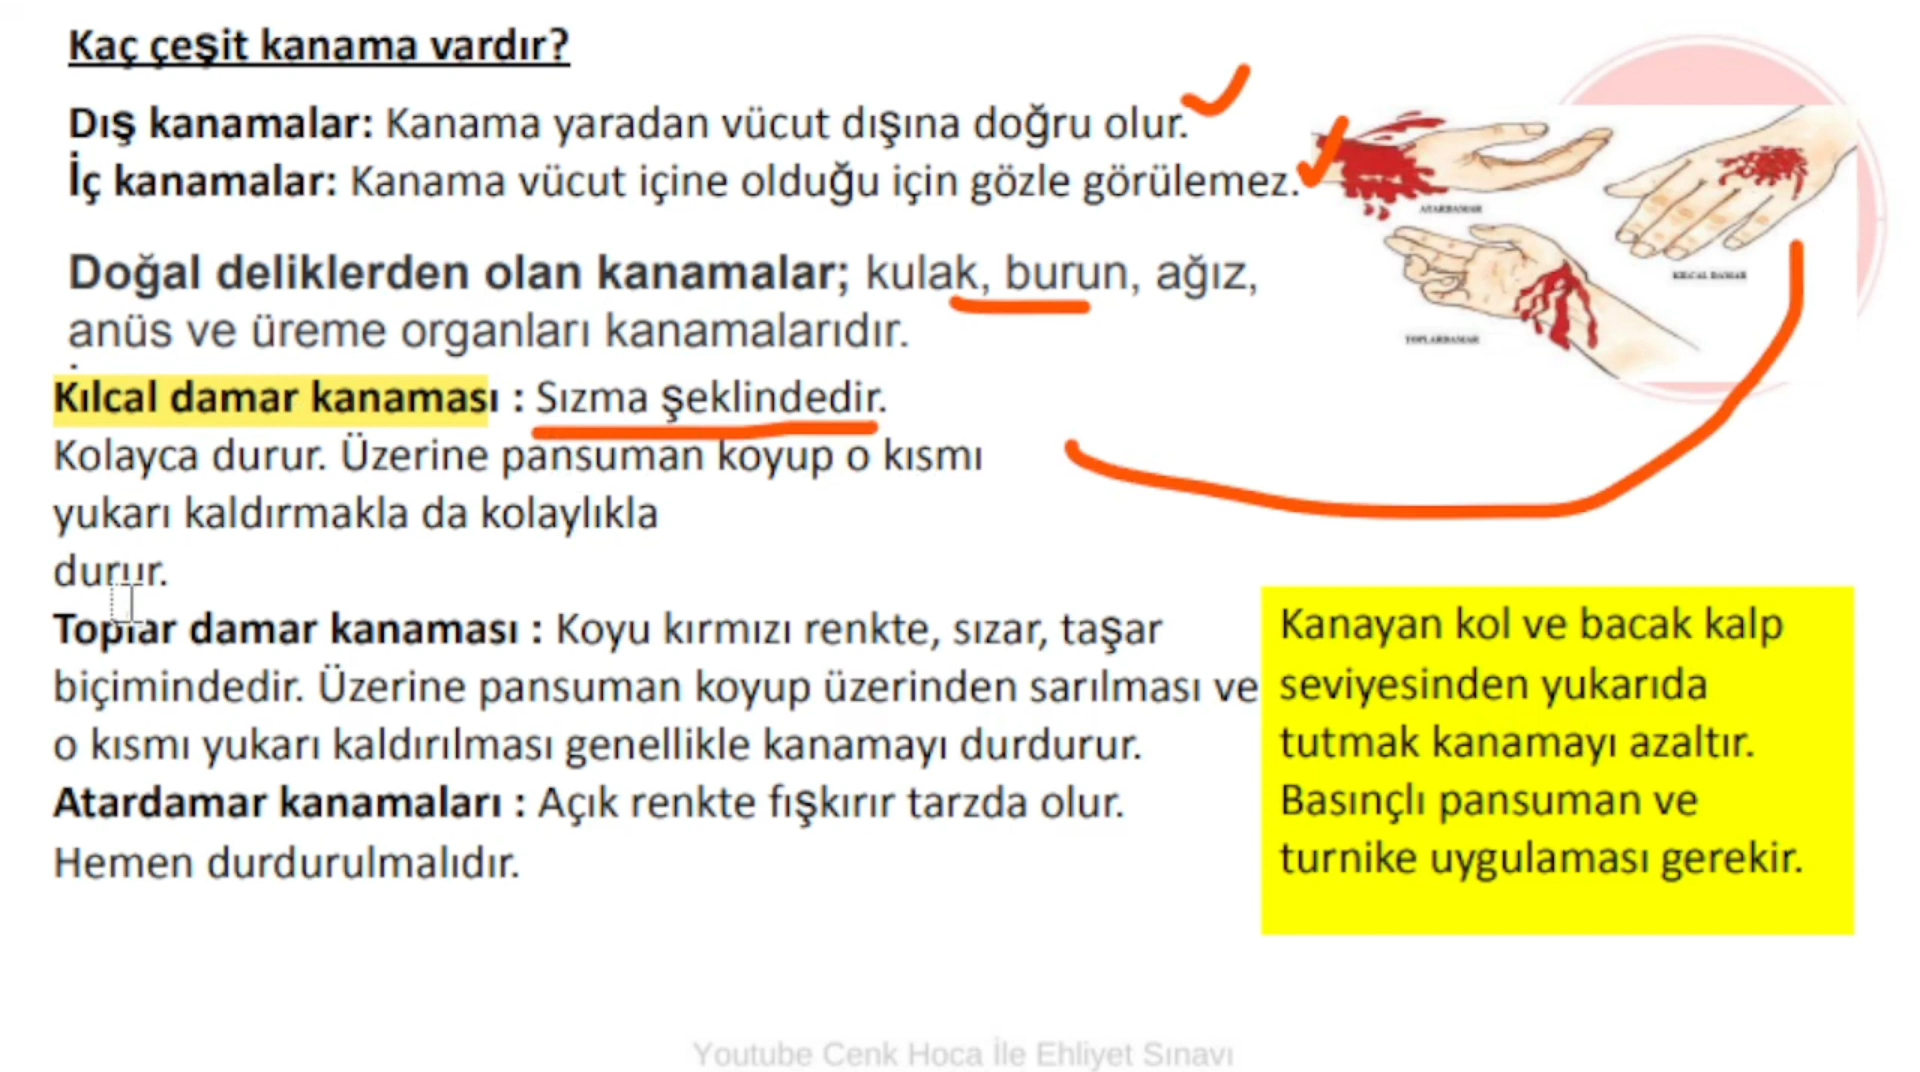 Kaç çeşit kanama vardır?
Dış kanamalar: Kanama yaradan vücut dışına doğru olur.
İç kanamalar: Kanama vücut içine olduğu için gözle görülemez.
ATARDAMAR
KILCAL DAMAR
TOPLARDAMAR
Doğal deliklerden olan kanamalar; kulak, burun, ağız,
anüs ve üreme organları kanamalarıdır.
Kılcal damar kanaması : Sızma şeklindedir.
Kolayca durur. Üzerine pansuman koyup o kısmı
yukarı kaldırmakla da kolaylıkla
durur.
Toplar damar kanaması : Koyu kırmızı renkte, sızar, taşar
biçimindedir. Üzerine pansuman koyup üzerinden sarılması ve
o kısmı yukarı kaldırılması genellikle kanamayı durdurur.
Atardamar kanamaları : Açık renkte fışkırır tarzda olur.
Hemen durdurulmalıdır.
Kanayan kol ve bacak kalp
seviyesinden yukarıda
tutmak kanamayı azaltır.
Basınçlı pansuman ve
turnike uygulaması gerekir.
Youtube Cenk Hoca İle Ehliyet Sınavı